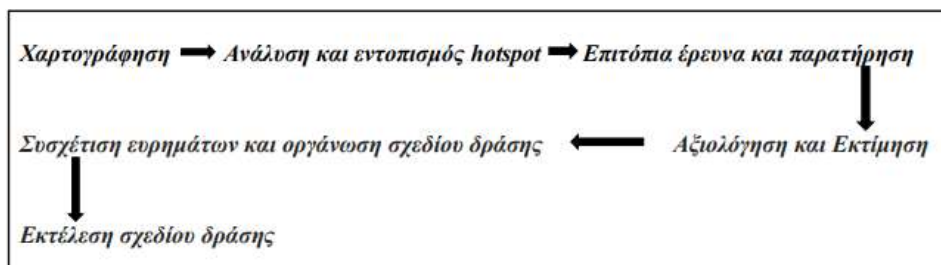 Χαρτογράφηση Ανάλυση και εντοπισμός hotspot Επιτόπια έρευνα και παρατήρηση
Συσχέτιση ευρημάτων και οργάνωση σχεδίου δράσης Αξιολόγηση και Εκτίμηση
Εκτέλεση σχεδίου δράσης